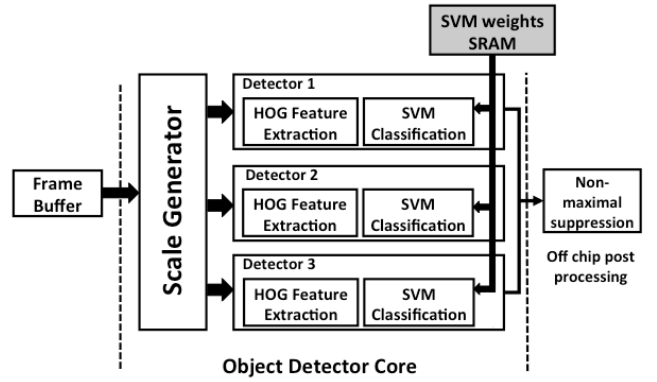 SVM weights
SRAM
Detector 1
HOG Feature
Extraction
SVM
Classification
Scale Generator
Frame
Buffer
Detector 2
HOG Feature
Extraction
SVM
Classification
Non-
maximal
suppression
Detector 3
HOG Feature
Extraction
SVM
Classification
Off chip post
processing
Object Detector Core